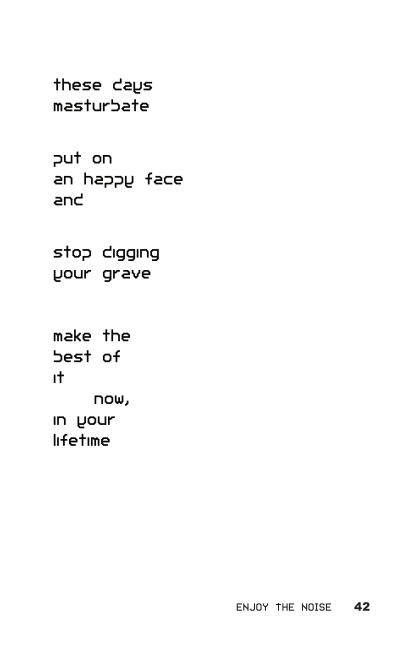 these days
masturbate
put on
an happy face
and
stop digging
your grave
make the
best of
it
now,
in your
lifetime
ENJOY THE NOISE 42